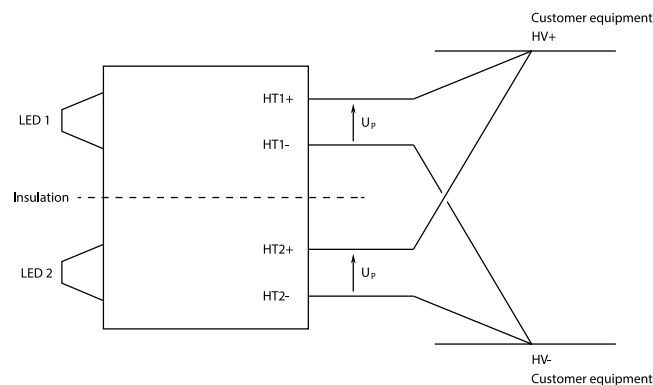 Customer equipment
HV+
HT1+
LED 1
UP
HT1-
Insulation
HT2+
LED 2
UP
HT2-
HV-
Customer equipment